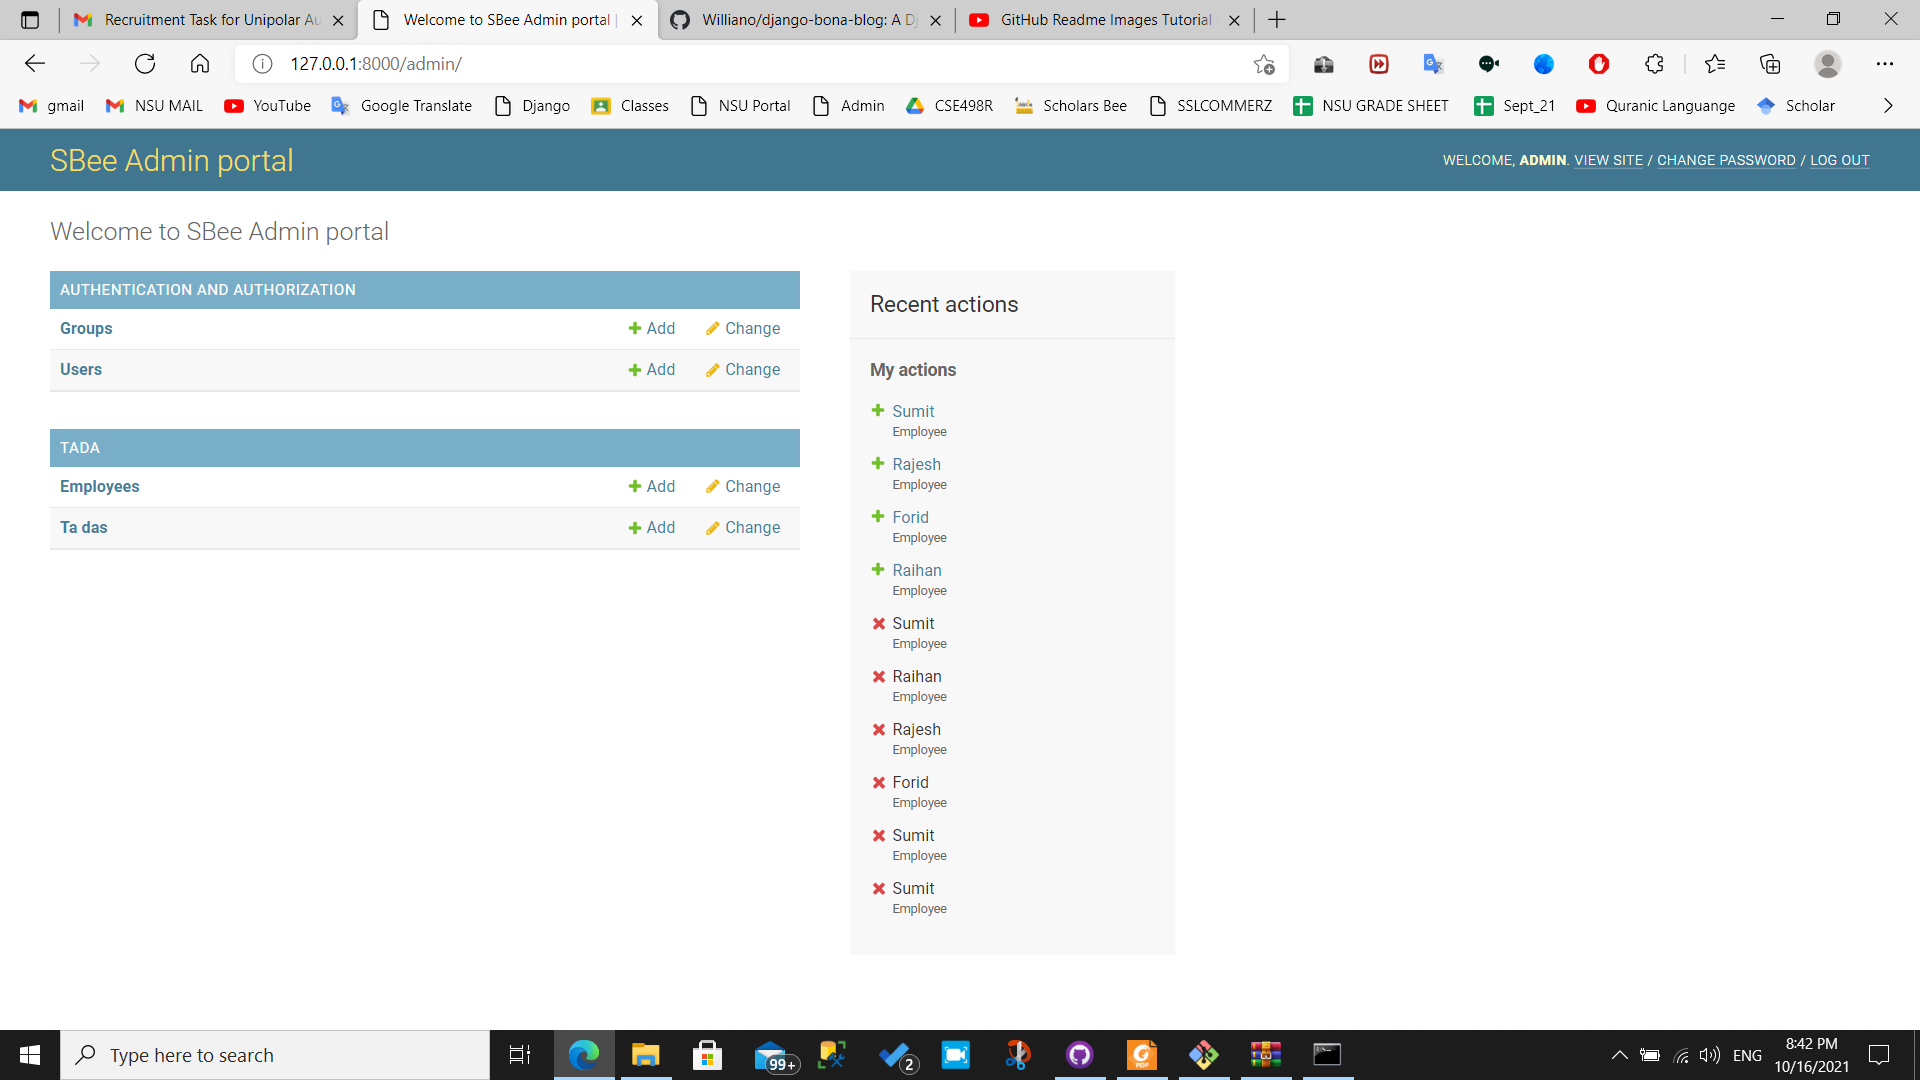 Recruitment Task for Unipolar Au
Welcome to SBee Admin portal |
Williano/django-bona-blog: A Dj
GitHub Readme Images Tutorial
127.0.0.1:8000/admin/
gmail NSU MAIL YouTube Google Translate Django Classes NSU Portal Admin CSE498R Scholars Bee SSLCOMMERZ NSU GRADE SHEET Sept_21 Quranic Languange Scholar
SBee Admin portal
WELCOME, ADMIN. VIEW SITE / CHANGE PASSWORD / LOG OUT
Welcome to SBee Admin portal
AUTHENTICATION AND AUTHORIZATION
Groups Add Change
Users Add Change
TADA
Employees Add Change
Ta das Add Change
Recent actions
My actions
Sumit
Employee
Rajesh
Employee
Forid
Employee
Raihan
Employee
Sumit
Employee
Raihan
Employee
Rajesh
Employee
Forid
Employee
Sumit
Employee
Sumit
Employee
Type here to search
99+
2
ENG
8:42 PM
10/16/2021